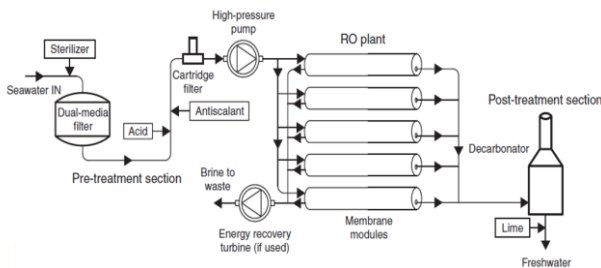 High-pressure
pump
RO plant
Sterilizer
Seawater IN
Cartridge
filter
Post-treatment section
Dual-media
filter
Antiscalant
Acid
Decarbonator
Pre-treatment section
Brine to
waste
Energy recovery
turbine (if used)
Membrane
modules
Lime
Freshwater